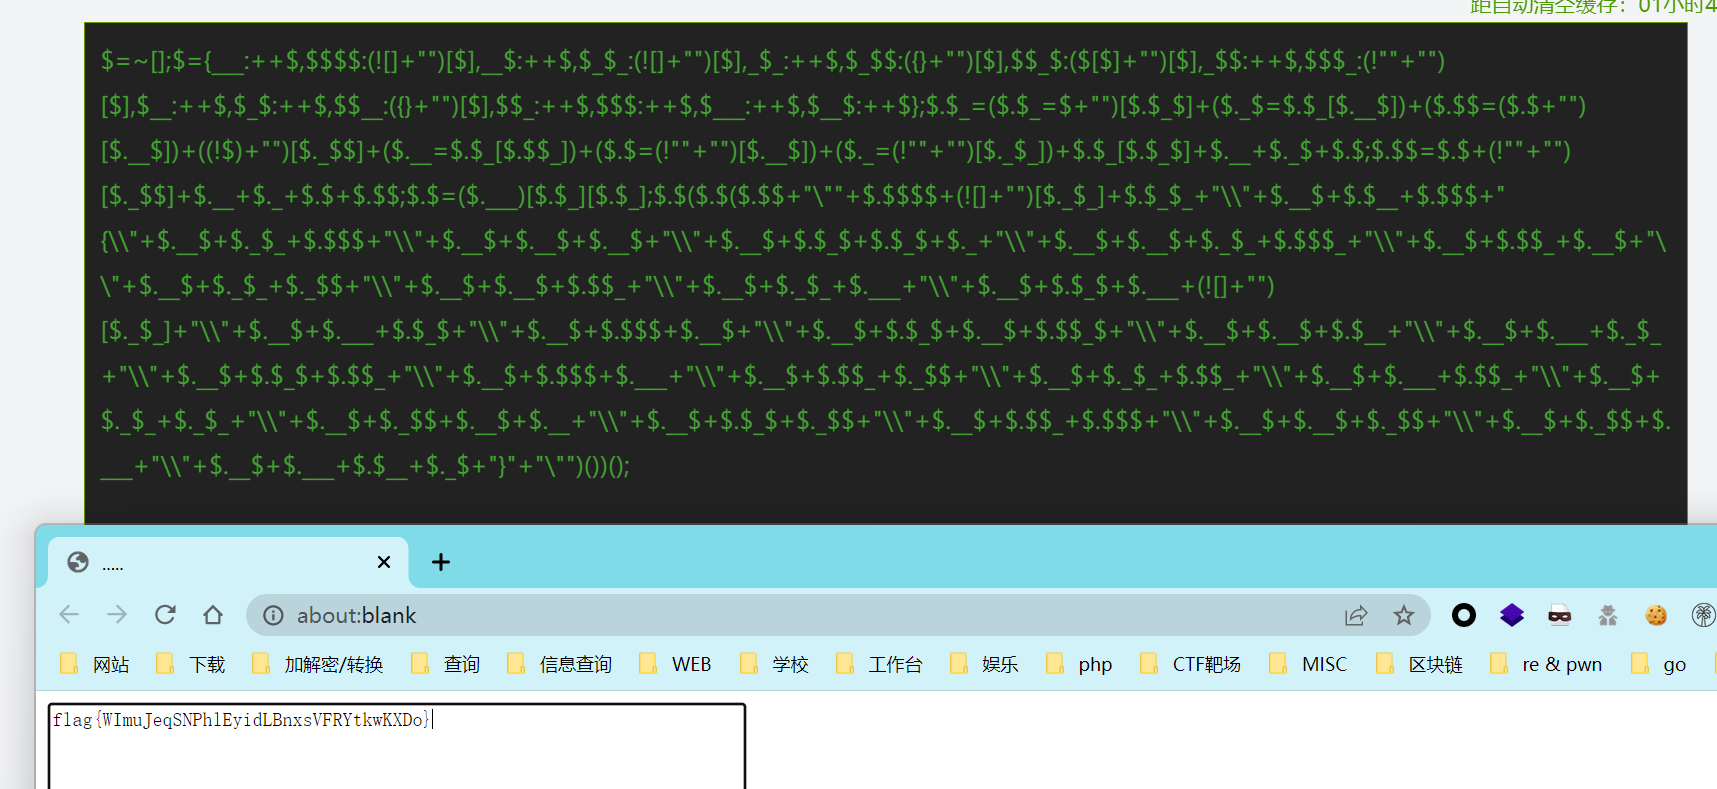 距自动清空缓存：01小时4
$=~[];$={___:++$,$$$$:(![]+"")[$],__$:++$,$_$_:(![]+"")[$],_$_:++$,$_$$:({}+"")[$],$$_$:($[$]+"")[$],_$$:++$,$$$_:(!""+"")
[$],$__:++$,$_$:++$,$$__:({}+"")[$],$$_:++$,$$$:++$,$___:++$,$__$:++$};$.$_=($.$_=$+"")[$.$_$]+($._$=$.$_[$.__$])+($.$$=($.$+"")
[$.__$])+((!$)+"")[$._$$]+($.__=$.$_[$.$$_])+($.$=(!""+"")[$.__$])+($._=(!""+"")[$._$_])+$.$_[$.$_$]+$.__+$._$+$.$;$.$$=$.$+(!""+"")
[$._$$]+$.__+$._+$.$+$.$$;$.$=($.___)[$.$_][$.$_];$.$($.$($.$$+"\""+$.$$$$+(![]+"")[$._$_]+$.$_$_+"\\"+$.__$+$.$__+$.$$$+"
{\\"+$.__$+$._$_+$.$$$+"\\"+$.__$+$.__$+$.__$+"\\"+$.__$+$.$_$+$.$_$+$._+"\\"+$.__$+$.__$+$._$_+$.$$$_+"\\"+$.__$+$.$$_+$.__$+"\
\"+$.__$+$._$_+$._$$+"\\"+$.__$+$.__$+$.$$_+"\\"+$.__$+$._$_+$.___+"\\"+$.__$+$.$_$+$.___+(![]+"")
[$._$_]+"\\"+$.__$+$.___+$.$_$+"\\"+$.__$+$.$$$+$.__$+"\\"+$.__$+$.$_$+$.__$+$.$$_$+"\\"+$.__$+$.__$+$.$__+"\\"+$.__$+$.___+$._$_
+"\\"+$.__$+$.$_$+$.$$_+"\\"+$.__$+$.$$$+$.___+"\\"+$.__$+$.$$_+$._$$+"\\"+$.__$+$._$_+$.$$_+"\\"+$.__$+$.___+$.$$_+"\\"+$.__$+
$._$_+$._$_+"\\"+$.__$+$._$$+$.__$+$.__+"\\"+$.__$+$.$_$+$._$$+"\\"+$.__$+$.$$_+$.$$$+"\\"+$.__$+$.__$+$._$$+"\\"+$.__$+$._$$+$.
___+"\\"+$.__$+$.___+$.$__+$._$+"}"+"\"")())();
.....
about:blank
网站 下载 加解密/转换 查询 信息查询 WEB 学校 工作台 娱乐 php CTF靶场 MISC 区块链 re & pwn go
flag{WImuJeqSNPhlEyidLBnxsVFRYtkwKXDo}